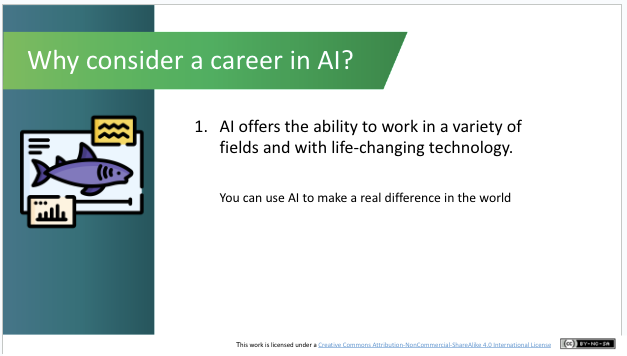 Why consider a career in AI?
1. AI offers the ability to work in a variety of
fields and with life-changing technology.
You can use AI to make a real difference in the world
This work is licensed under a Creative Commons Attribution-NonCommercial-ShareAlike 4.0 International License
CC BY-NC-SA